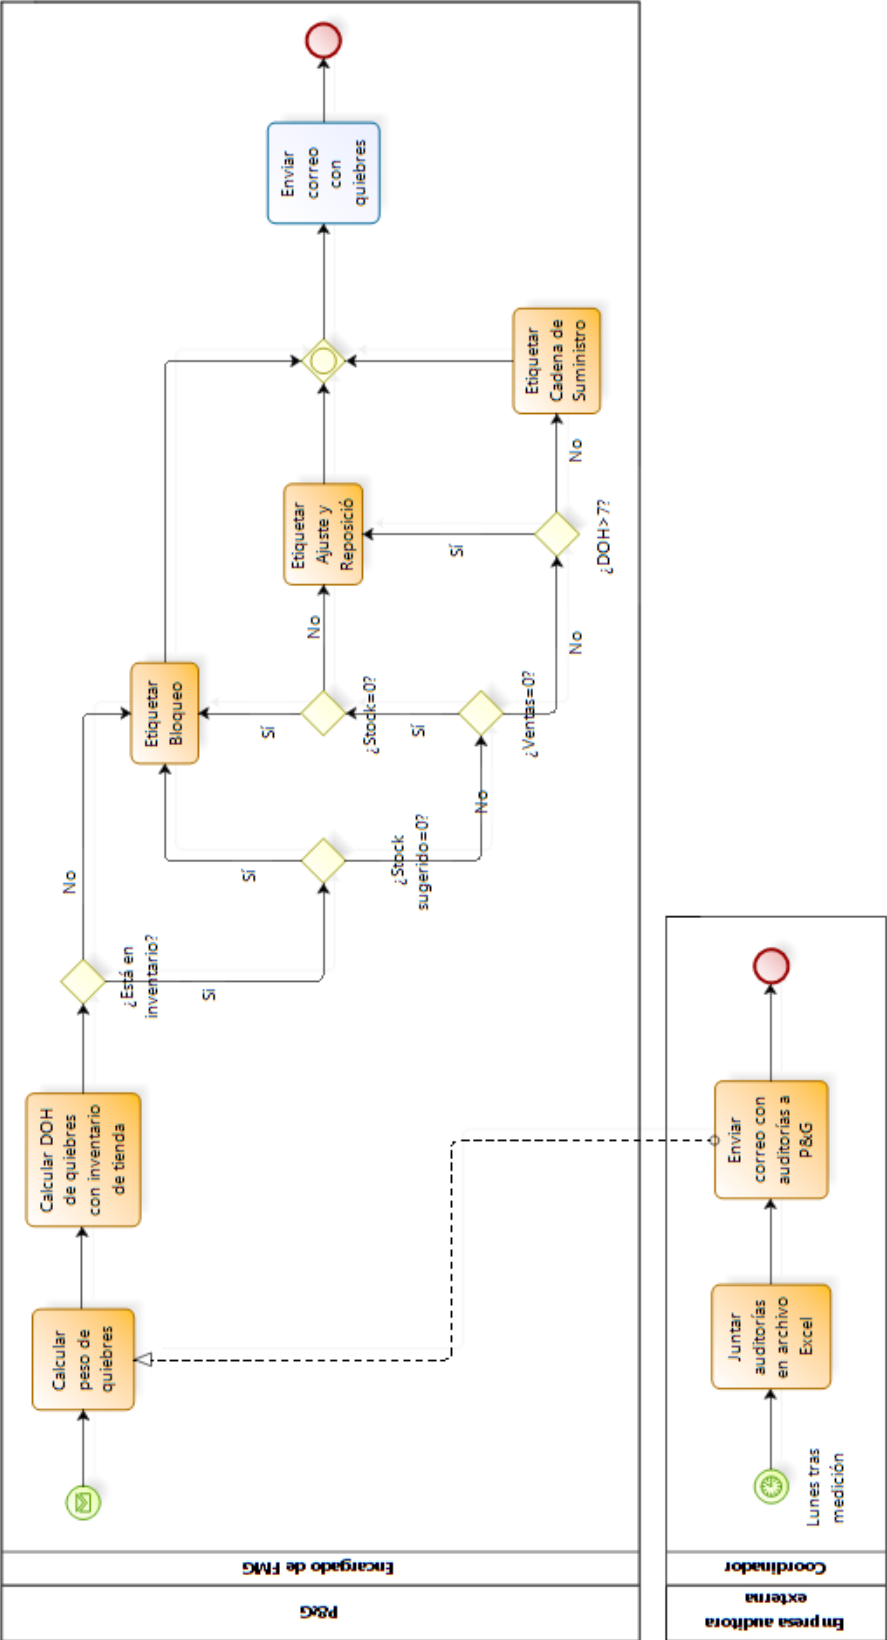 P&G
Encargado de FMG
Calcular
peso de
quiebres
Calcular DOH
de quiebres
con inventario
de tienda
¿Está en
inventario?
No
Sí
¿Stock
sugerido=0?
Sí
No
Etiquetar
Bloqueo
¿Stock=0?
Sí
No
¿Ventas=0?
Sí
No
Etiquetar
Ajuste y
Reposició
¿DOH>7?
Sí
No
Etiquetar
Cadena de
Suministro
Enviar
correo
con
quiebres
Empresa auditora
externa
Coordinador
Lunes tras
medición
Juntar
auditorías
en archivo
Excel
Enviar
correo con
auditorías a
P&G